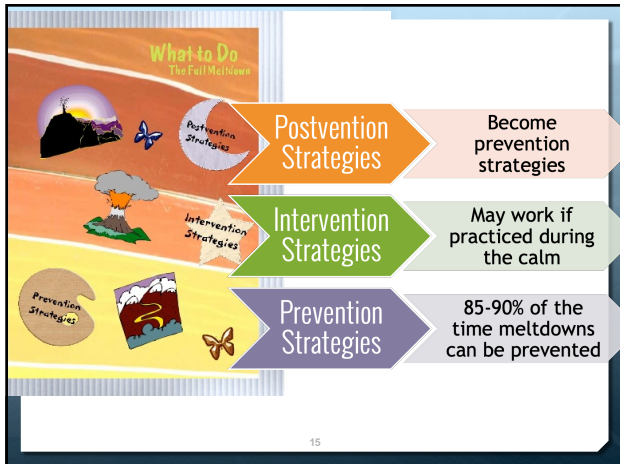 What to Do
The Full Meltdown
Postvention
Strategies
Postvention
Strategies
Become
prevention
strategies
Intervention
Strategies
Intervention
Strategies
May work if
practiced during
the calm
Prevention
Strategies
Prevention
Strategies
85-90% of the
time meltdowns
can be prevented
15